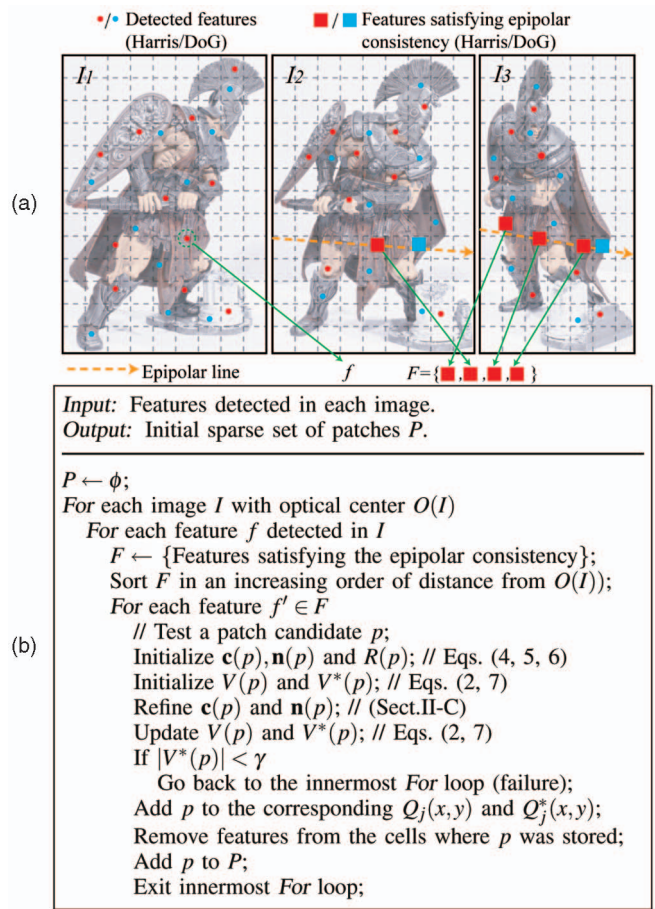 •/• Detected features
(Harris/DoG)
■/■ Features satisfying epipolar
consistency (Harris/DoG)
I1
I2
I3
(a)
Epipolar line
f
F={■,■,■,■}
Input: Features detected in each image.
Output: Initial sparse set of patches P.
P ← ϕ;
For each image I with optical center O(I)
For each feature f detected in I
F ← {Features satisfying the epipolar consistency};
Sort F in an increasing order of distance from O(I));
For each feature f′ ∈ F
// Test a patch candidate p;
Initialize c(p),n(p) and R(p); // Eqs. (4, 5, 6)
(b)
Initialize V(p) and V*(p); // Eqs. (2, 7)
Refine c(p) and n(p); // (Sect.II-C)
Update V(p) and V*(p); // Eqs. (2, 7)
If |V*(p)| < γ
Go back to the innermost For loop (failure);
Add p to the corresponding Qj(x,y) and Q*j(x,y);
Remove features from the cells where p was stored;
Add p to P;
Exit innermost For loop;